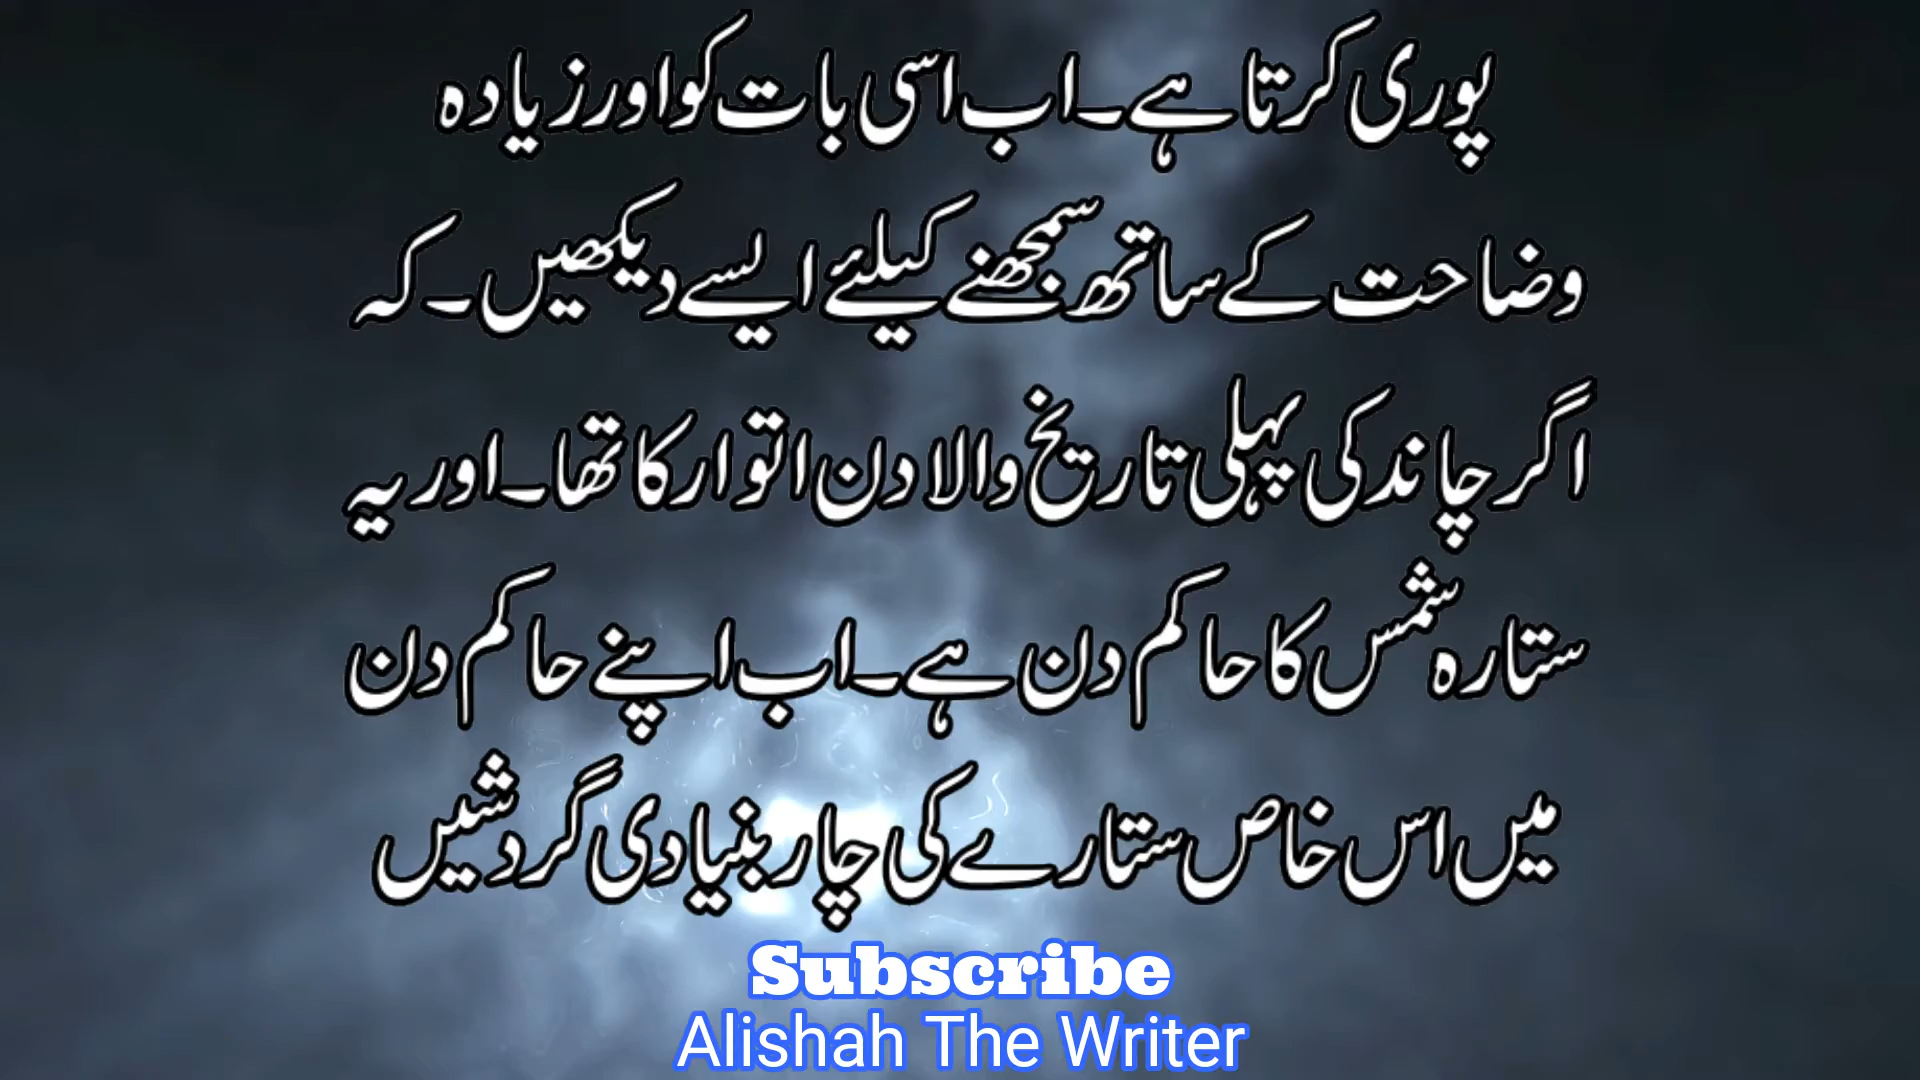 پوری کرتا ہے۔ اب اسی بات کو اور زیادہ
وضاحت کے ساتھ سمجھنے کیلئے ایسے دیکھیں۔ کہ
اگر چاند کی پہلی تاریخ والا دن اتوار کا تھا۔ اور یہ
ستارہ شمس کا حاکم دن ہے۔ اب اپنے حاکم دن
میں اس خاص ستارے کی چار بنیادی گردشیں
Subscribe
Alishah The Writer